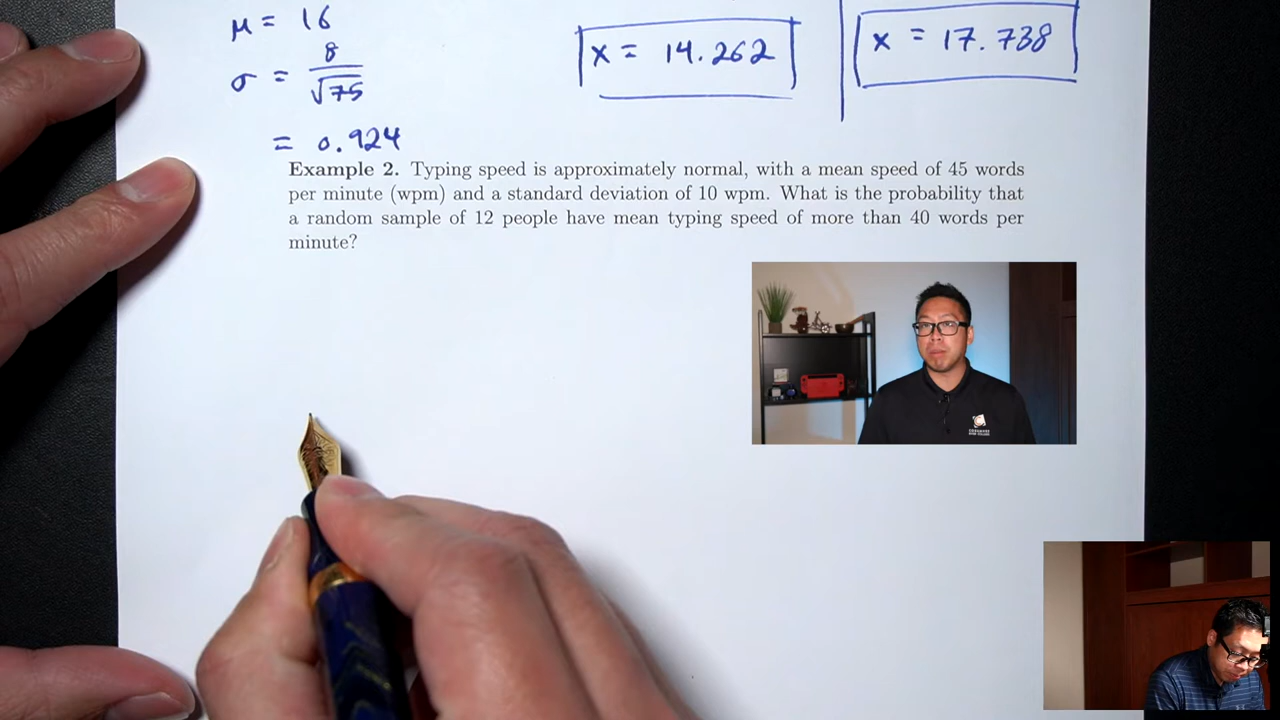 μ = 16
σ = 8/√75
= 0.924
x = 14.262
x = 17.738
Example 2. Typing speed is approximately normal, with a mean speed of 45 words
per minute (wpm) and a standard deviation of 10 wpm. What is the probability that
a random sample of 12 people have mean typing speed of more than 40 words per
minute?